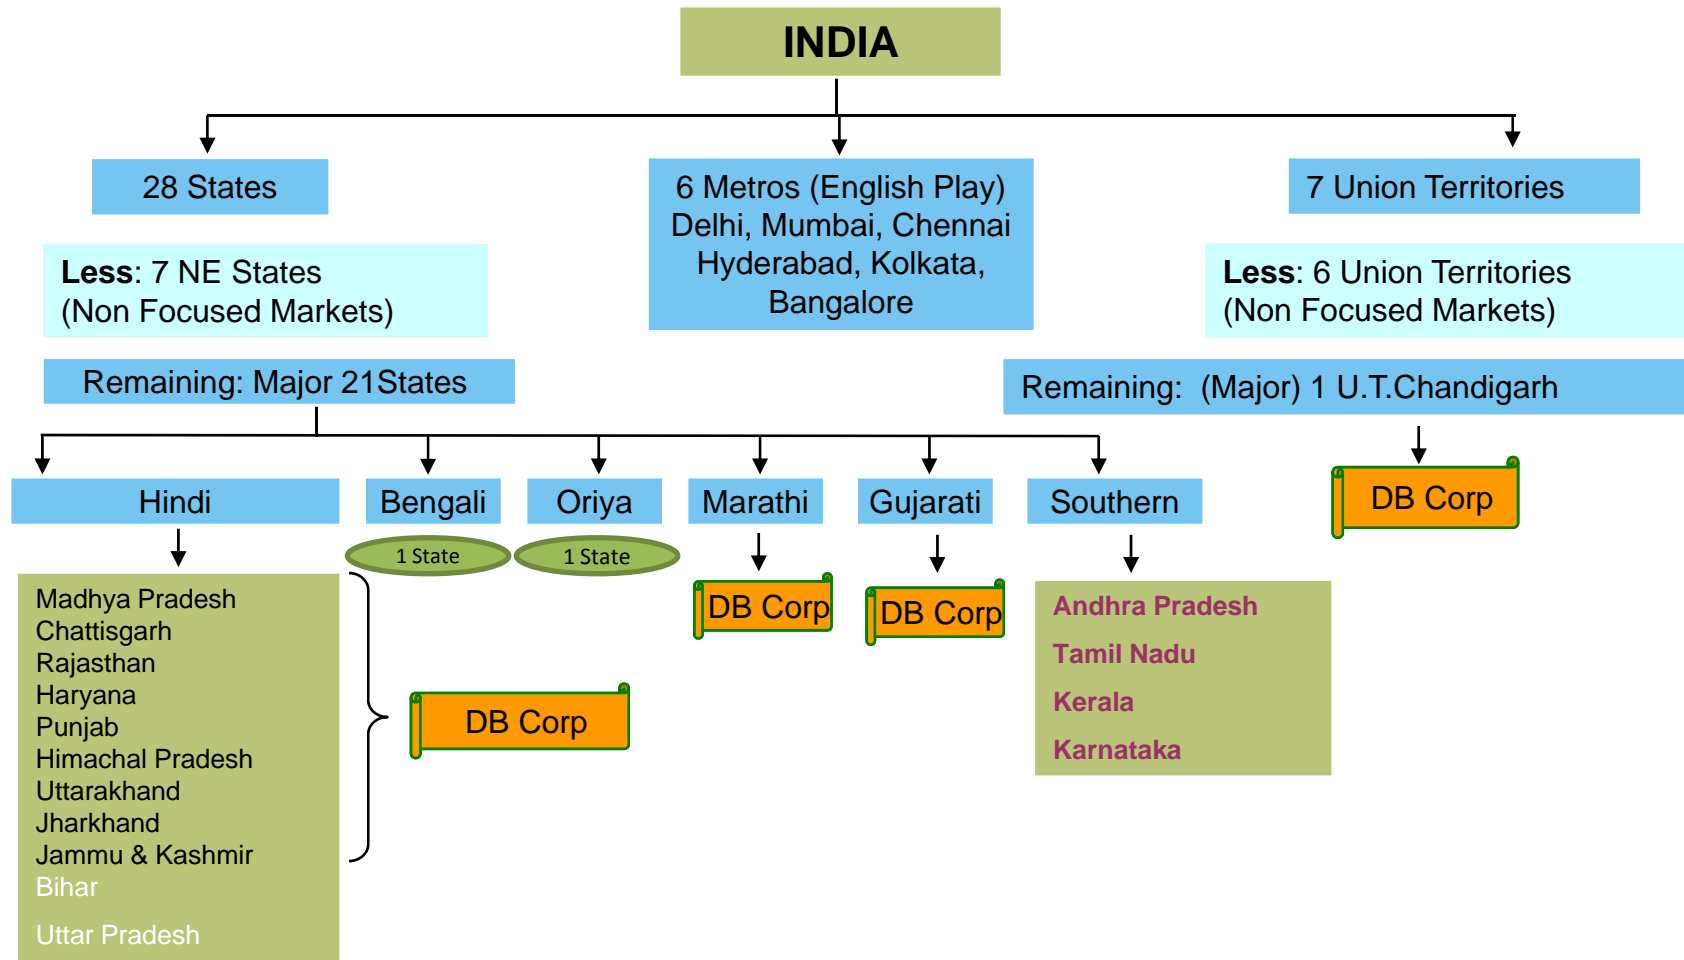 INDIA
28 States
6 Metros (English Play)
Delhi, Mumbai, Chennai
Hyderabad, Kolkata,
Bangalore
7 Union Territories
Less: 7 NE States
(Non Focused Markets)
Less: 6 Union Territories
(Non Focused Markets)
Remaining: Major 21States
Remaining: (Major) 1 U.T.Chandigarh
Hindi
Bengali
Oriya
Marathi
Gujarati
Southern
DB Corp
1 State
1 State
DB Corp
DB Corp
Madhya Pradesh
Chattisgarh
Rajasthan
Haryana
Punjab
Himachal Pradesh
Uttarakhand
Jharkhand
Jammu & Kashmir
Bihar
Uttar Pradesh
DB Corp
Andhra Pradesh
Tamil Nadu
Kerala
Karnataka